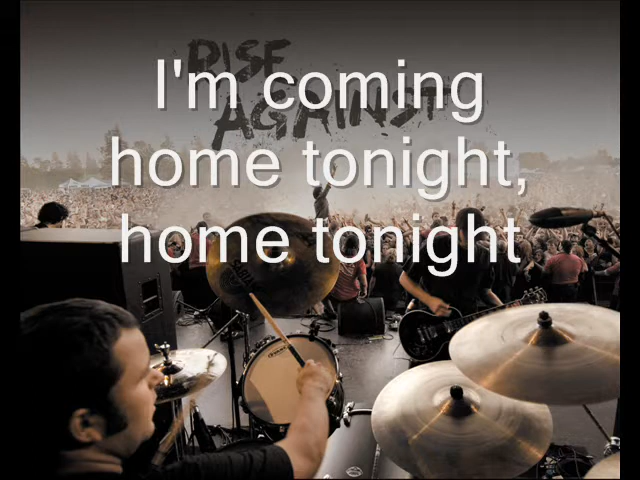 RISE
AGAINST
I'm coming
home tonight,
home tonight